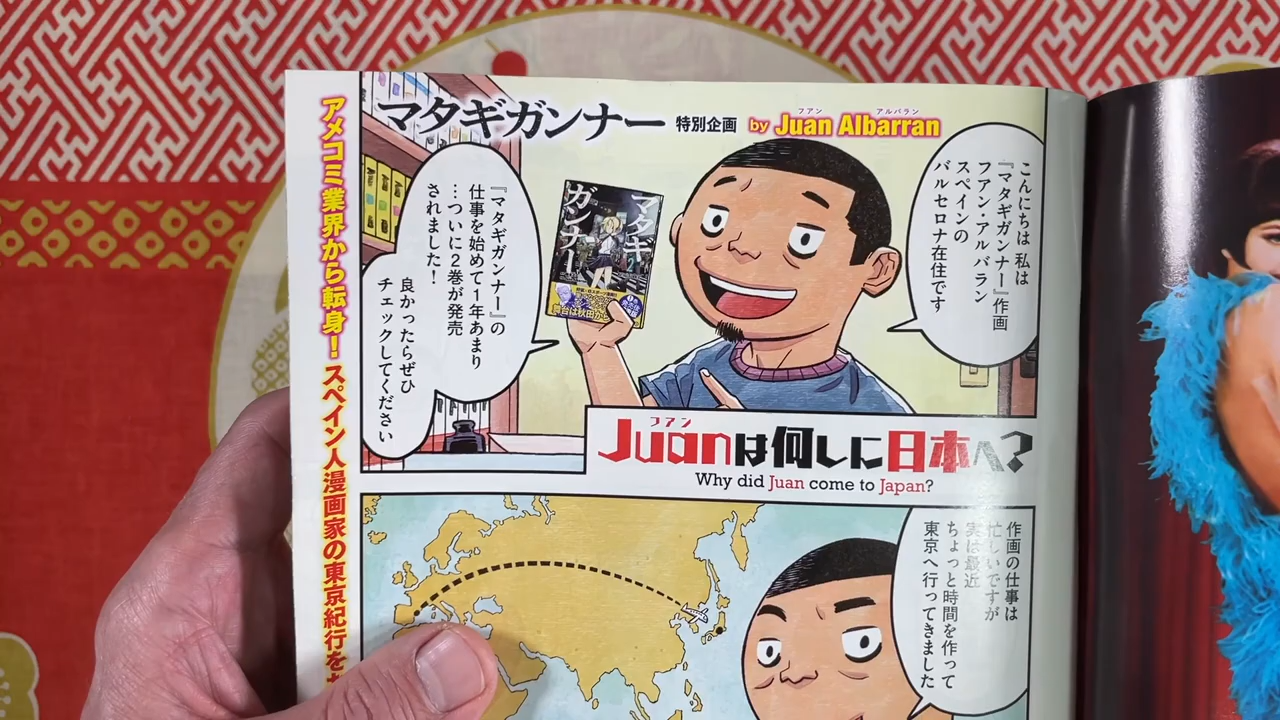 アメコミ業界から転身!スペイン人漫画家の東京紀行を
マタギガンナー 特別企画 by Juan Albarran
フアン アルバラン
こんにちは 私は
『マタギガンナー』作画
フアン・アルバラン
スペインの
バルセロナ在住です
マタギ
ガンナー
2
舞台は秋田から
『マタギガンナー』の
仕事を始めて1年あまり
…ついに2巻が発売
されました!
良かったらぜひ
チェックしてください
フアン
Juanは何しに日本へ?
Why did Juan come to Japan?
作画の仕事は
忙しいですが
実は最近
ちょっと時間を作って
東京へ行ってきました